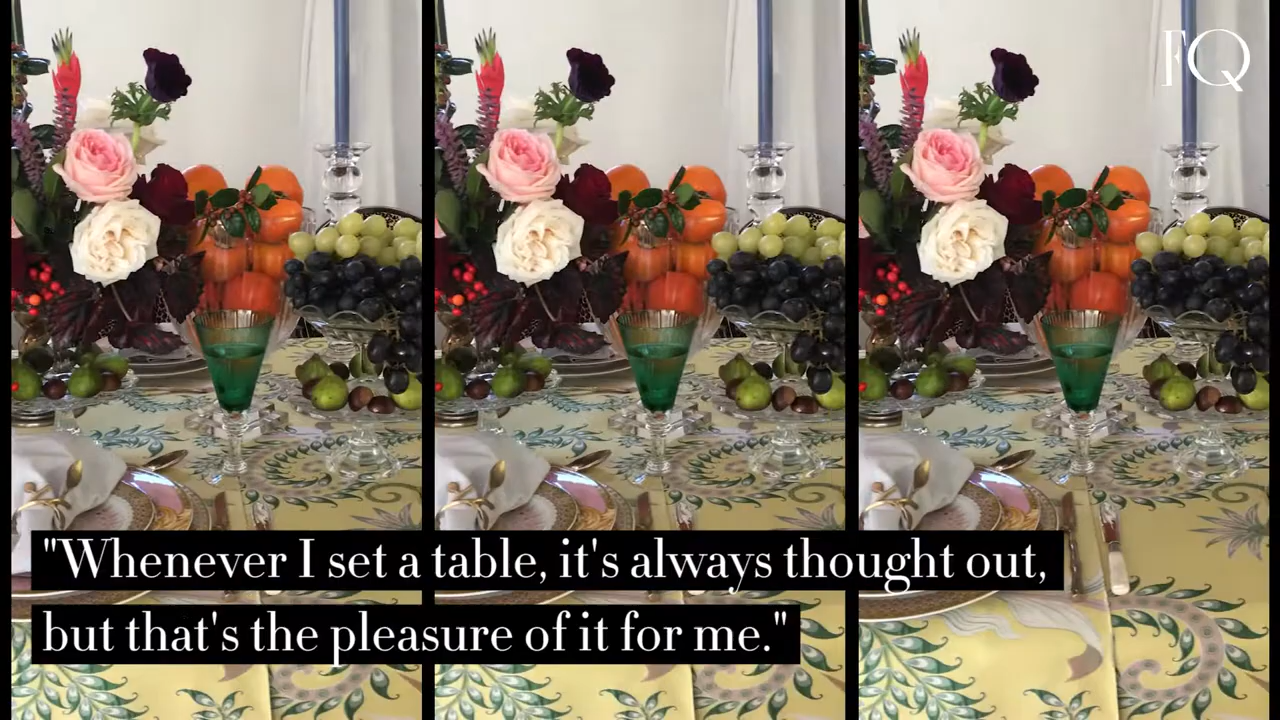 FQ
"Whenever I set a table, it's always thought out,
but that's the pleasure of it for me."